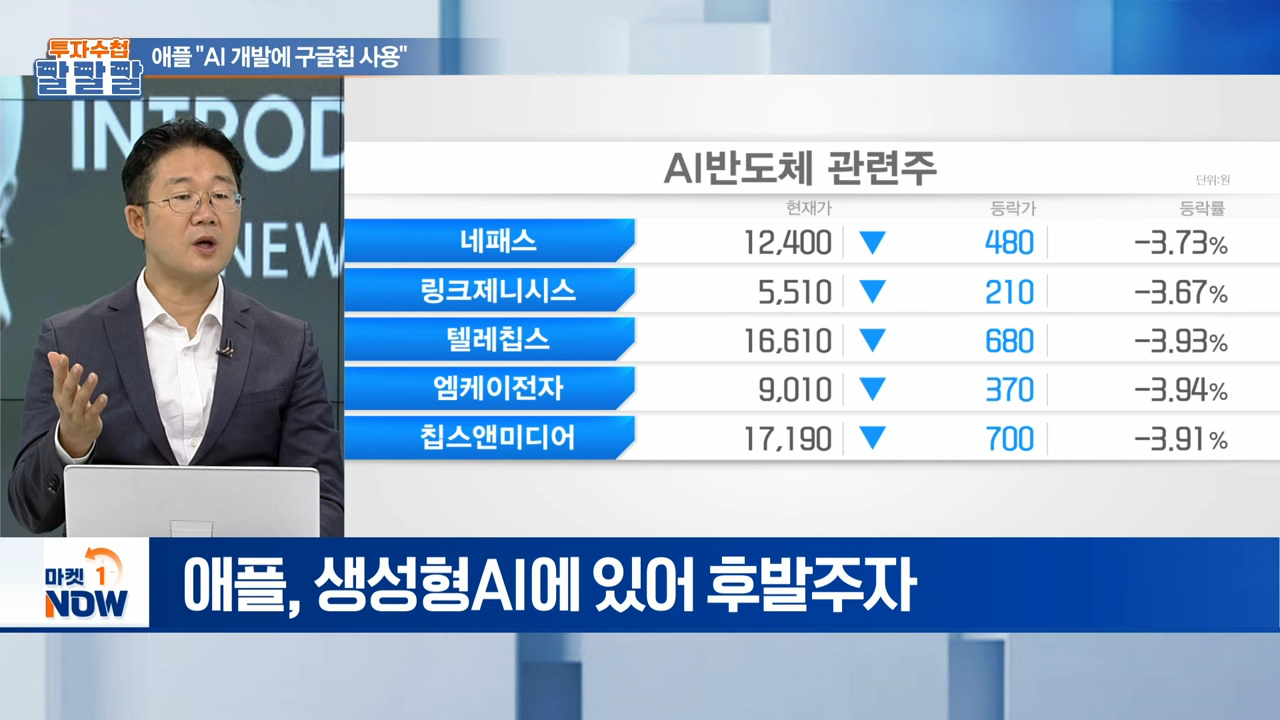 투자수첩
팔팔팔
애플 "AI 개발에 구글칩 사용"
INTROD
NEW
AI반도체 관련주
단위:원
현재가 등락가 등락률
네패스 12,400 ▼ 480 -3.73%
링크제니시스 5,510 ▼ 210 -3.67%
텔레칩스 16,610 ▼ 680 -3.93%
엠케이전자 9,010 ▼ 370 -3.94%
칩스앤미디어 17,190 ▼ 700 -3.91%
마켓 1
NOW
애플, 생성형AI에 있어 후발주자